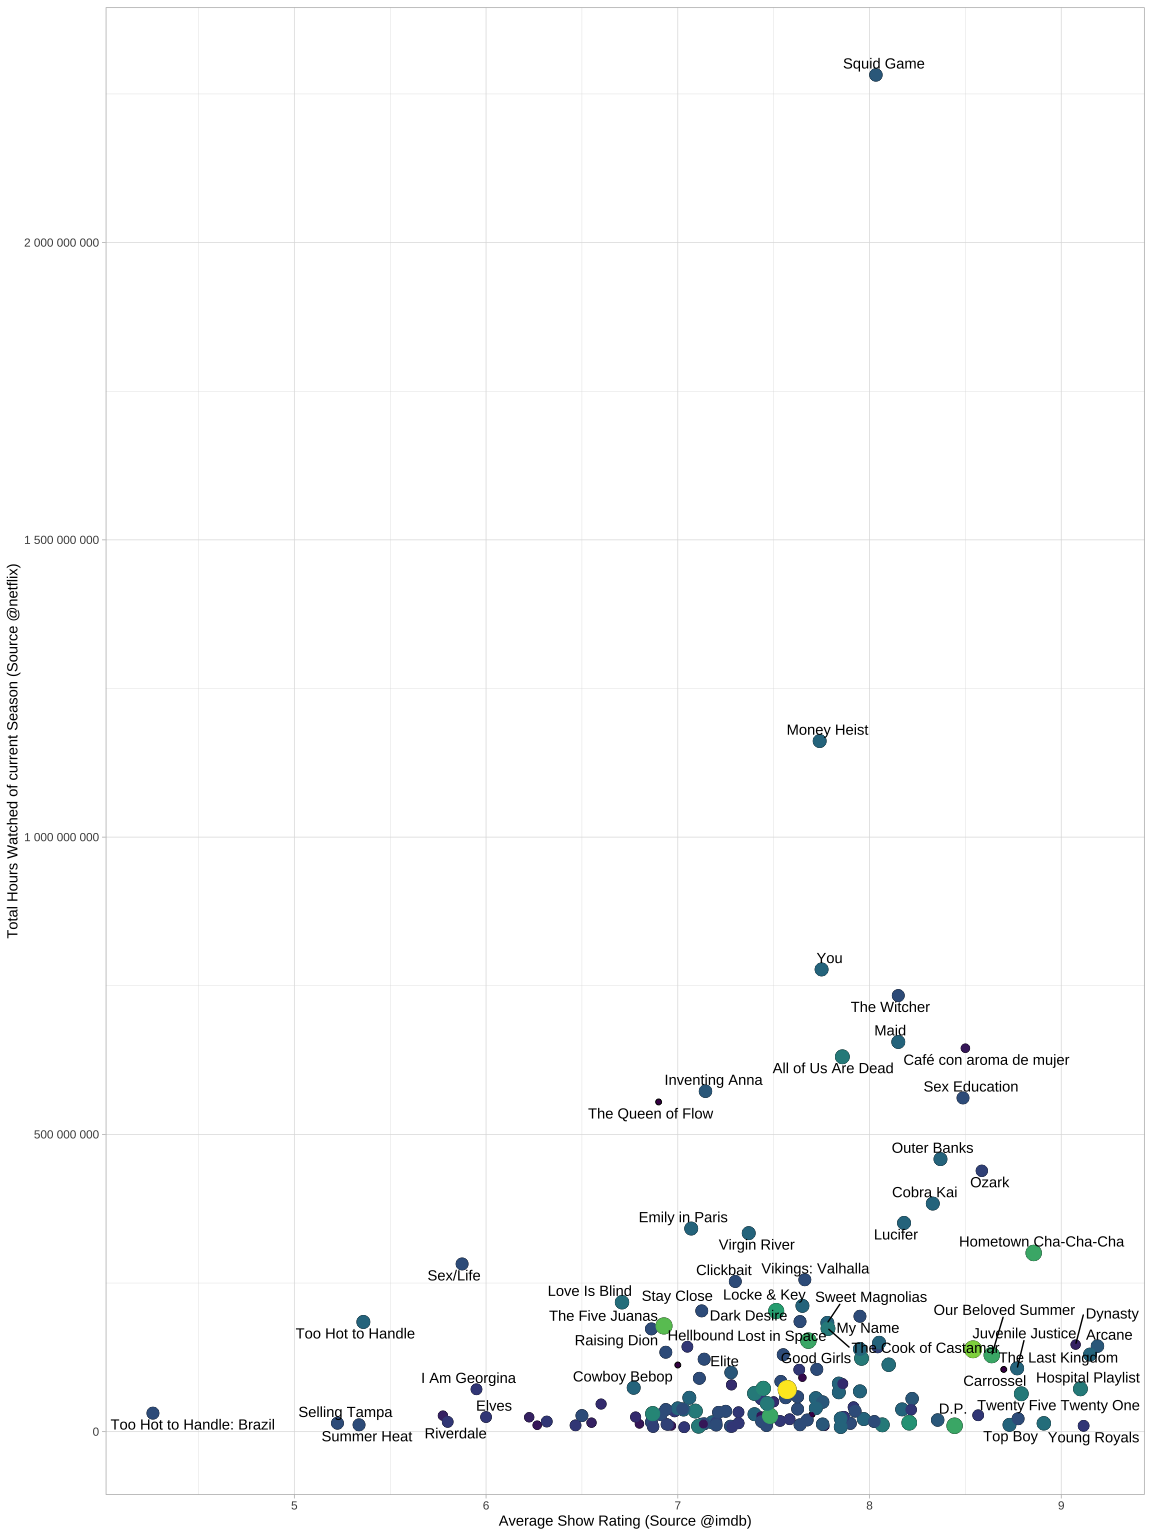 Squid Game
2 000 000 000
1 500 000 000
Total Hours Watched of current Season (Source @netflix)
Money Heist
1 000 000 000
You
The Witcher
Maid
Café con aroma de mujer
All of Us Are Dead
Inventing Anna
Sex Education
The Queen of Flow
500 000 000
Outer Banks
Ozark
Cobra Kai
Emily in Paris
Lucifer
Virgin River
Hometown Cha-Cha-Cha
Clickbait
Vikings: Valhalla
Sex/Life
Love Is Blind
Stay Close
Locke & Key
Sweet Magnolias
Our Beloved Summer
The Five Juanas
Dark Desire
Dynasty
My Name
Too Hot to Handle
Hellbound
Lost in Space
Juvenile Justice
Arcane
Raising Dion
The Cook of Castamar
Elite
Good Girls
The Last Kingdom
I Am Georgina
Cowboy Bebop
Carrossel
Hospital Playlist
Elves
D.P.
Twenty Five Twenty One
Selling Tampa
Too Hot to Handle: Brazil
Riverdale
Summer Heat
Top Boy
Young Royals
0
5
6
7
8
9
Average Show Rating (Source @imdb)